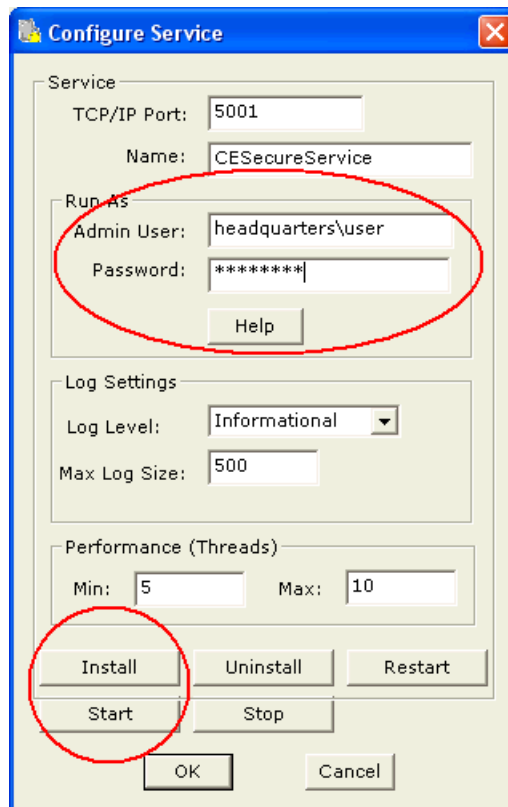 Configure Service
Service
TCP/IP Port: 5001
Name: CESecureService
Run As
Admin User: headquarters\user
Password: ********
Help
Log Settings
Log Level: Informational
Max Log Size: 500
Performance (Threads)
Min: 5 Max: 10
Install Uninstall Restart
Start Stop
OK Cancel